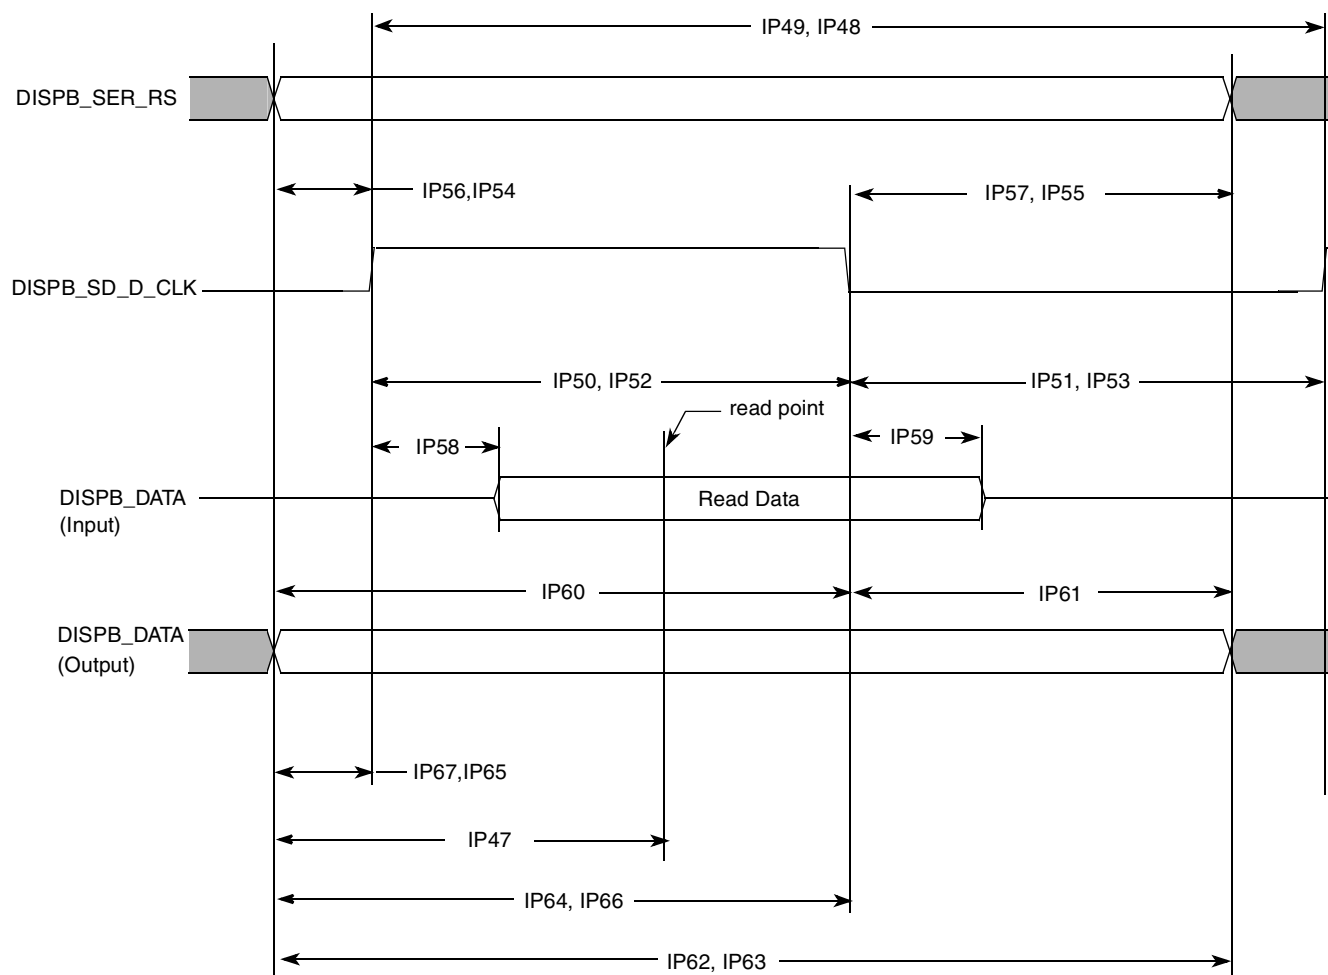 IP49, IP48
DISPB_SER_RS
IP56,IP54
IP57, IP55
DISPB_SD_D_CLK
IP50, IP52
IP51, IP53
read point
IP58
IP59
DISPB_DATA
(Input)
Read Data
IP60
IP61
DISPB_DATA
(Output)
IP67,IP65
IP47
IP64, IP66
IP62, IP63